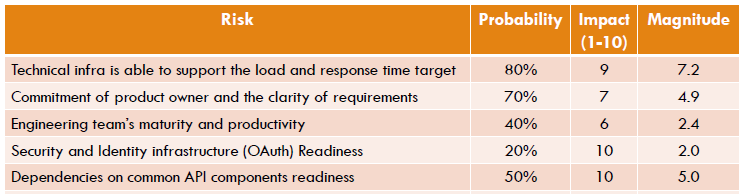 Risk Probability Impact (1-10) Magnitude
Technical infra is able to support the load and response time target 80% 9 7.2
Commitment of product owner and the clarity of requirements 70% 7 4.9
Engineering team's maturity and productivity 40% 6 2.4
Security and Identity infrastructure (OAuth) Readiness 20% 10 2.0
Dependencies on common API components readiness 50% 10 5.0